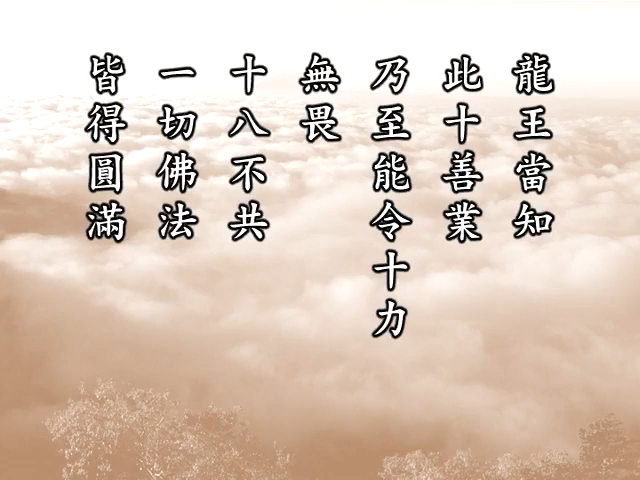 龍王當知
此十善業
乃至能令十力
無畏
十八不共
一切佛法
皆得圓滿